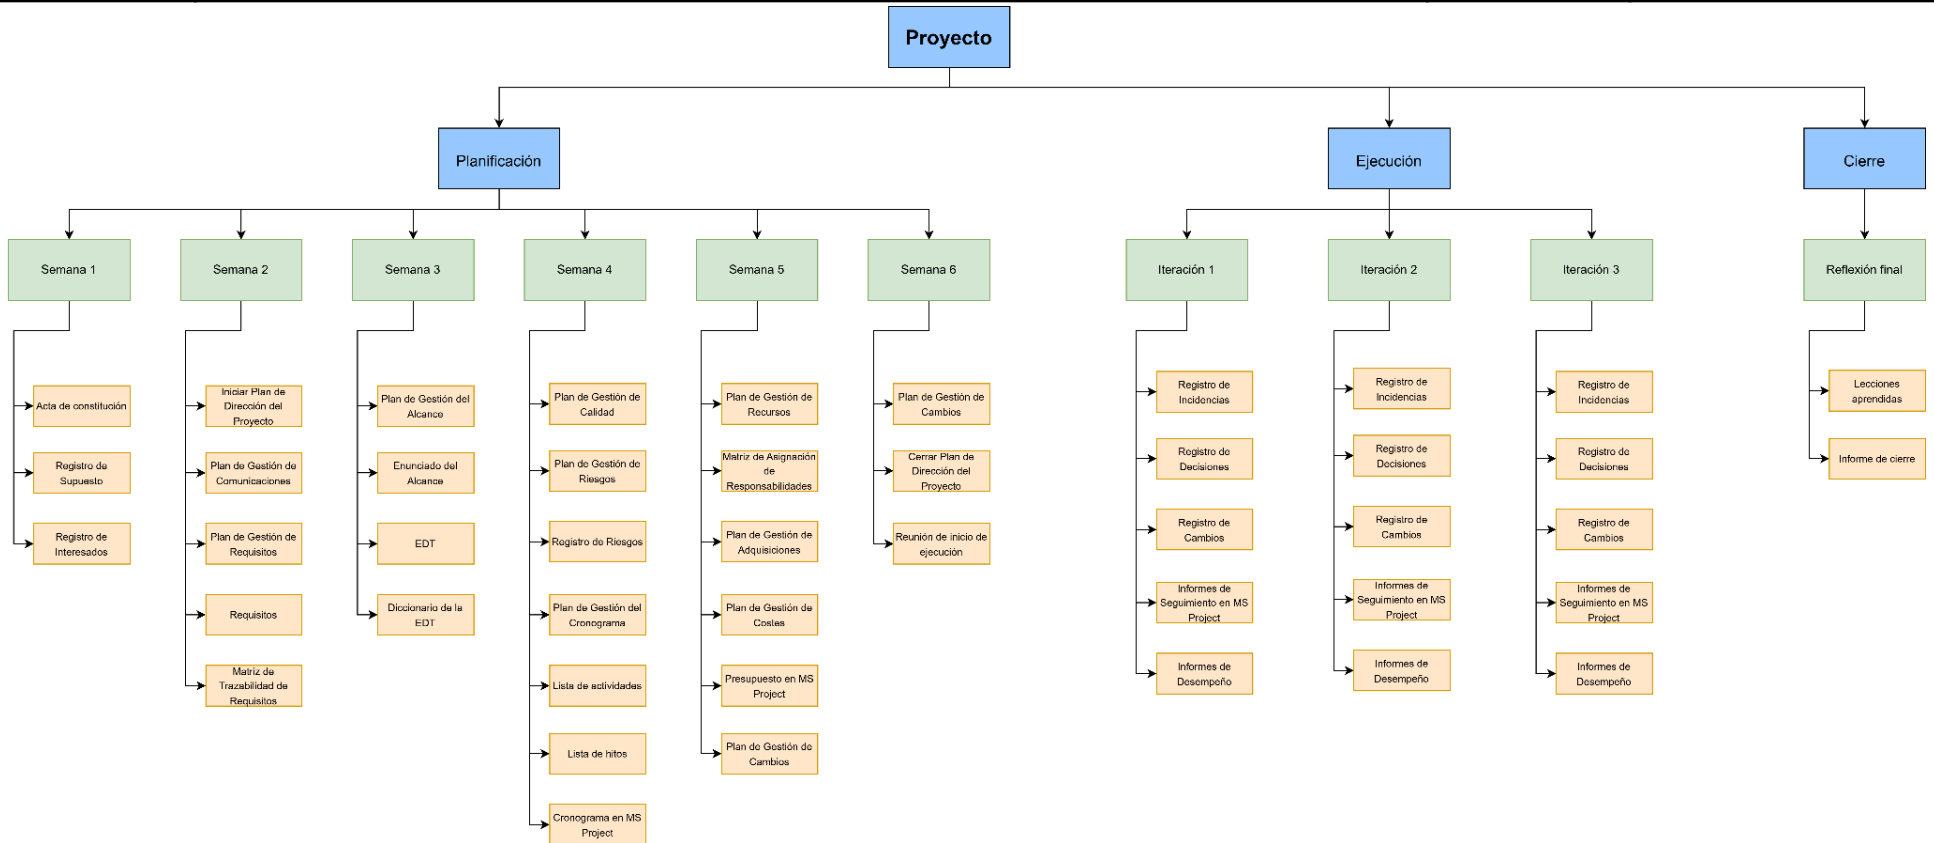 Proyecto
Planificación
Ejecución
Cierre
Semana 1
Semana 2
Semana 3
Semana 4
Semana 5
Semana 6
Iteración 1
Iteración 2
Iteración 3
Reflexión final
Acta de constitución
Registro de
Supuesto
Registro de
Interesados
Iniciar Plan de
Dirección del
Proyecto
Plan de Gestión de
Comunicaciones
Plan de Gestión de
Requisitos
Requisitos
Matriz de
Trazabilidad de
Requisitos
Plan de Gestión del
Alcance
Enunciado del
Alcance
EDT
Diccionario de la
EDT
Plan de Gestión de
Calidad
Plan de Gestión de
Riesgos
Registro de Riesgos
Plan de Gestión del
Cronograma
Lista de actividades
Lista de hitos
Cronograma en MS
Project
Plan de Gestión de
Recursos
Matriz de Asignación
de
Responsabilidades
Plan de Gestión de
Adquisiciones
Plan de Gestión de
Costes
Presupuesto en MS
Project
Plan de Gestión de
Cambios
Plan de Gestión de
Cambios
Cerrar Plan de
Dirección del
Proyecto
Reunión de inicio de
ejecución
Registro de
Incidencias
Registro de
Decisiones
Registro de
Cambios
Informes de
Seguimiento en MS
Project
Informes de
Desempeño
Registro de
Incidencias
Registro de
Decisiones
Registro de
Cambios
Informes de
Seguimiento en MS
Project
Informes de
Desempeño
Registro de
Incidencias
Registro de
Decisiones
Registro de
Cambios
Informes de
Seguimiento en MS
Project
Informes de
Desempeño
Lecciones
aprendidas
Informe de cierre